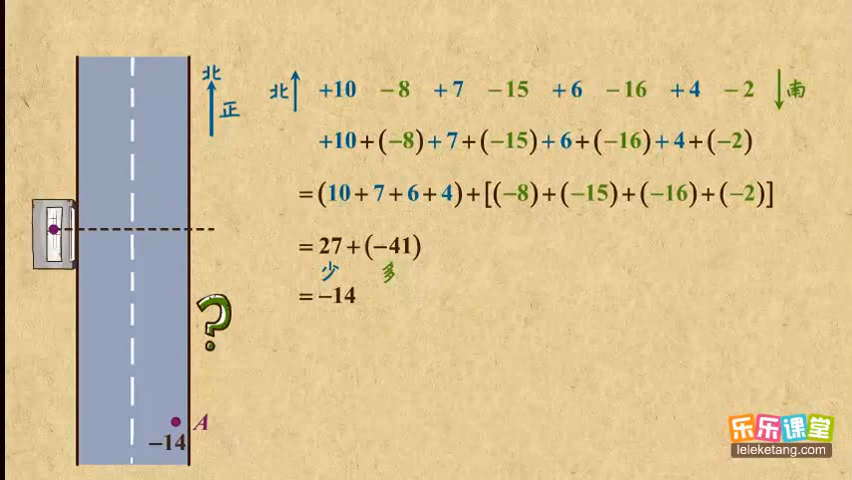 北
正
北 +10 −8 +7 −15 +6 −16 +4 −2 南
+10+(−8)+7+(−15)+6+(−16)+4+(−2)
=(10+7+6+4)+[(−8)+(−15)+(−16)+(−2)]
=27+(−41)
少 多
=−14
?
A
−14
乐乐课堂
leleketang.com